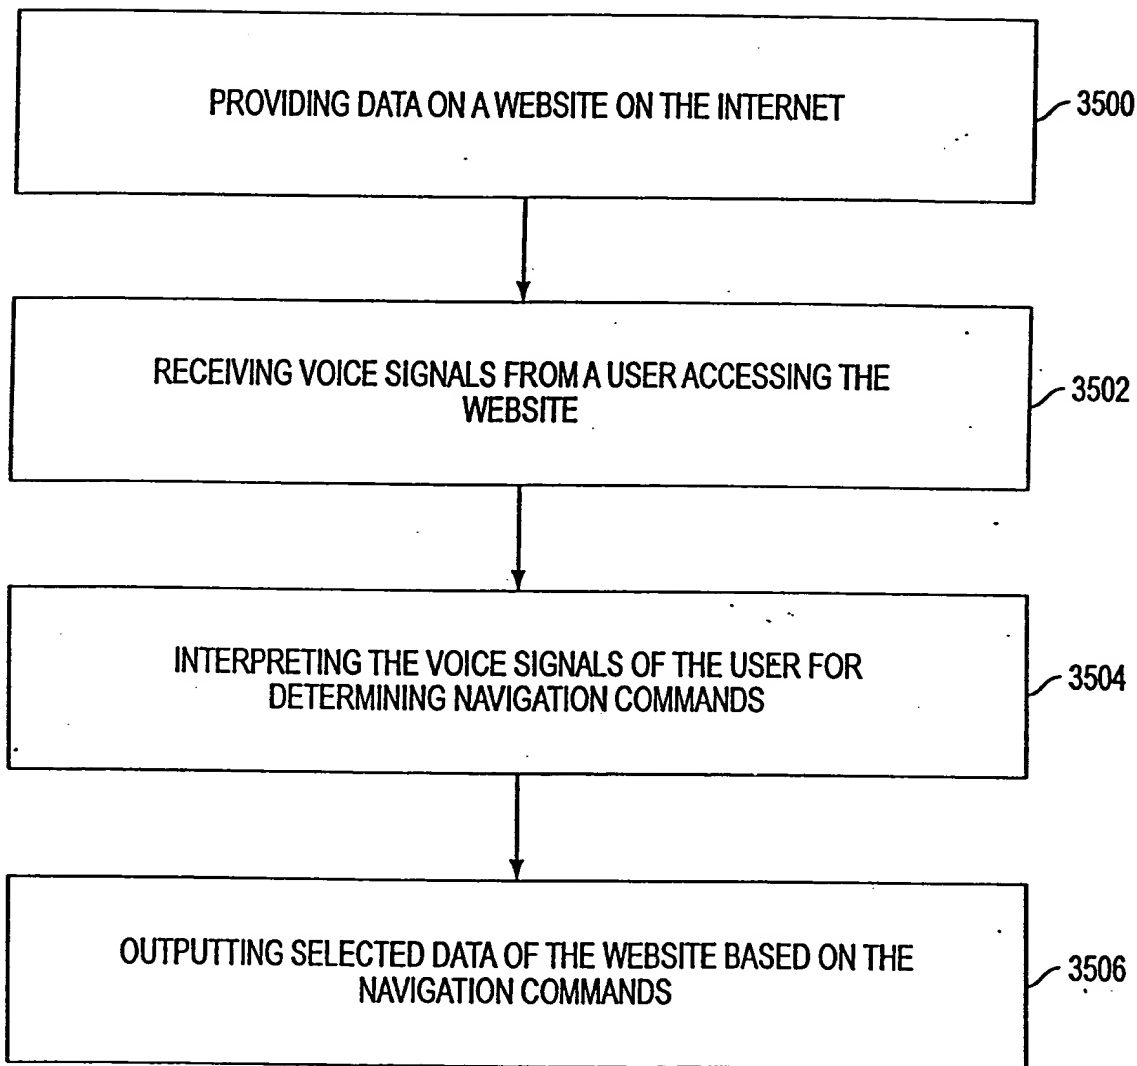 PROVIDING DATA ON A WEBSITE ON THE INTERNET
3500
RECEIVING VOICE SIGNALS FROM A USER ACCESSING THE
WEBSITE
3502
INTERPRETING THE VOICE SIGNALS OF THE USER FOR
DETERMINING NAVIGATION COMMANDS
3504
OUTPUTTING SELECTED DATA OF THE WEBSITE BASED ON THE
NAVIGATION COMMANDS
3506